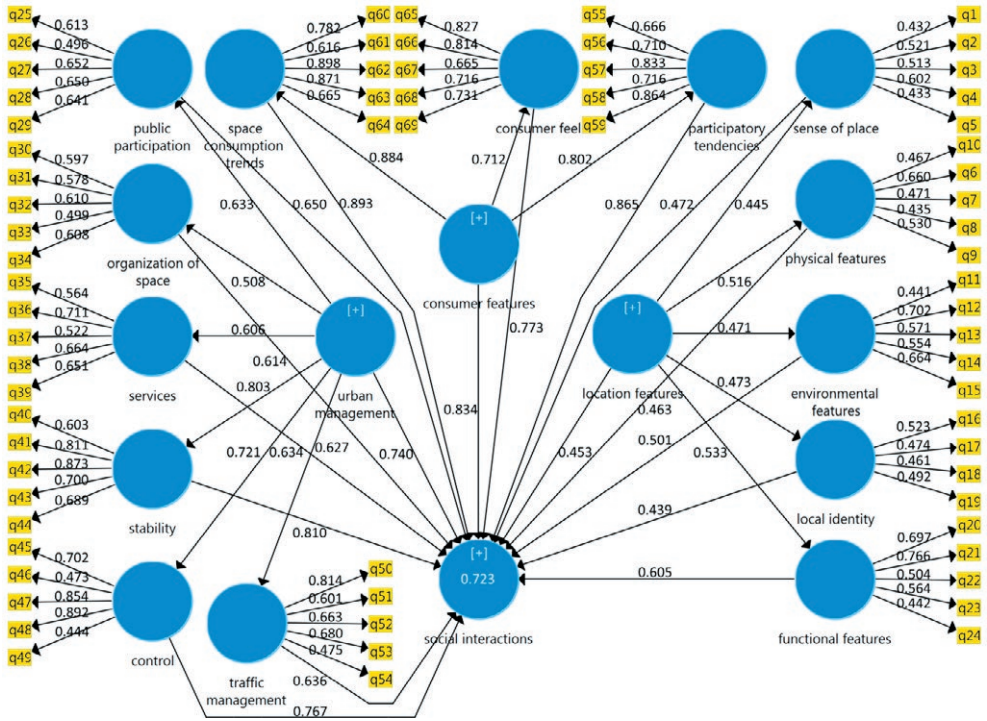 q25
q26
q27
q28
q29
0.613
0.496
0.652
0.650
0.641
public
participation
q60
q61
q62
q63
q64
0.782
0.616
0.898
0.871
0.665
space
consumption
trends
q65
q66
q67
q68
q69
0.827
0.814
0.665
0.716
0.731
consumer feel
q55
q56
q57
q58
q59
0.666
0.710
0.833
0.716
0.864
participatory
tendencies
q1
q2
q3
q4
q5
0.432
0.521
0.513
0.602
0.433
sense of place
q30
q31
q32
q33
q34
0.597
0.578
0.610
0.499
0.608
organization of
space
q10
q6
q7
q8
q9
0.467
0.660
0.471
0.435
0.530
physical features
0.884
0.712
0.802
0.633
0.650
0.893
0.865
0.472
0.445
[+]
consumer features
0.508
0.516
q35
q36
q37
q38
q39
0.564
0.711
0.522
0.664
0.651
services
0.606
[+]
urban
management
0.614
0.803
0.773
[+]
location features
0.471
0.473
q11
q12
q13
q14
q15
0.441
0.702
0.571
0.554
0.664
environmental
features
q40
q41
q42
q43
q44
0.603
0.811
0.873
0.700
0.689
stability
0.721
0.634
0.627
0.740
0.834
0.453
0.463
0.501
0.533
q16
q17
q18
q19
0.523
0.474
0.461
0.492
local identity
0.810
0.439
q45
q46
q47
q48
q49
0.702
0.473
0.854
0.892
0.444
control
q50
q51
q52
q53
q54
0.814
0.601
0.663
0.680
0.475
traffic
management
0.636
0.767
[+]
0.723
social interactions
0.605
q20
q21
q22
q23
q24
0.697
0.766
0.504
0.564
0.442
functional features